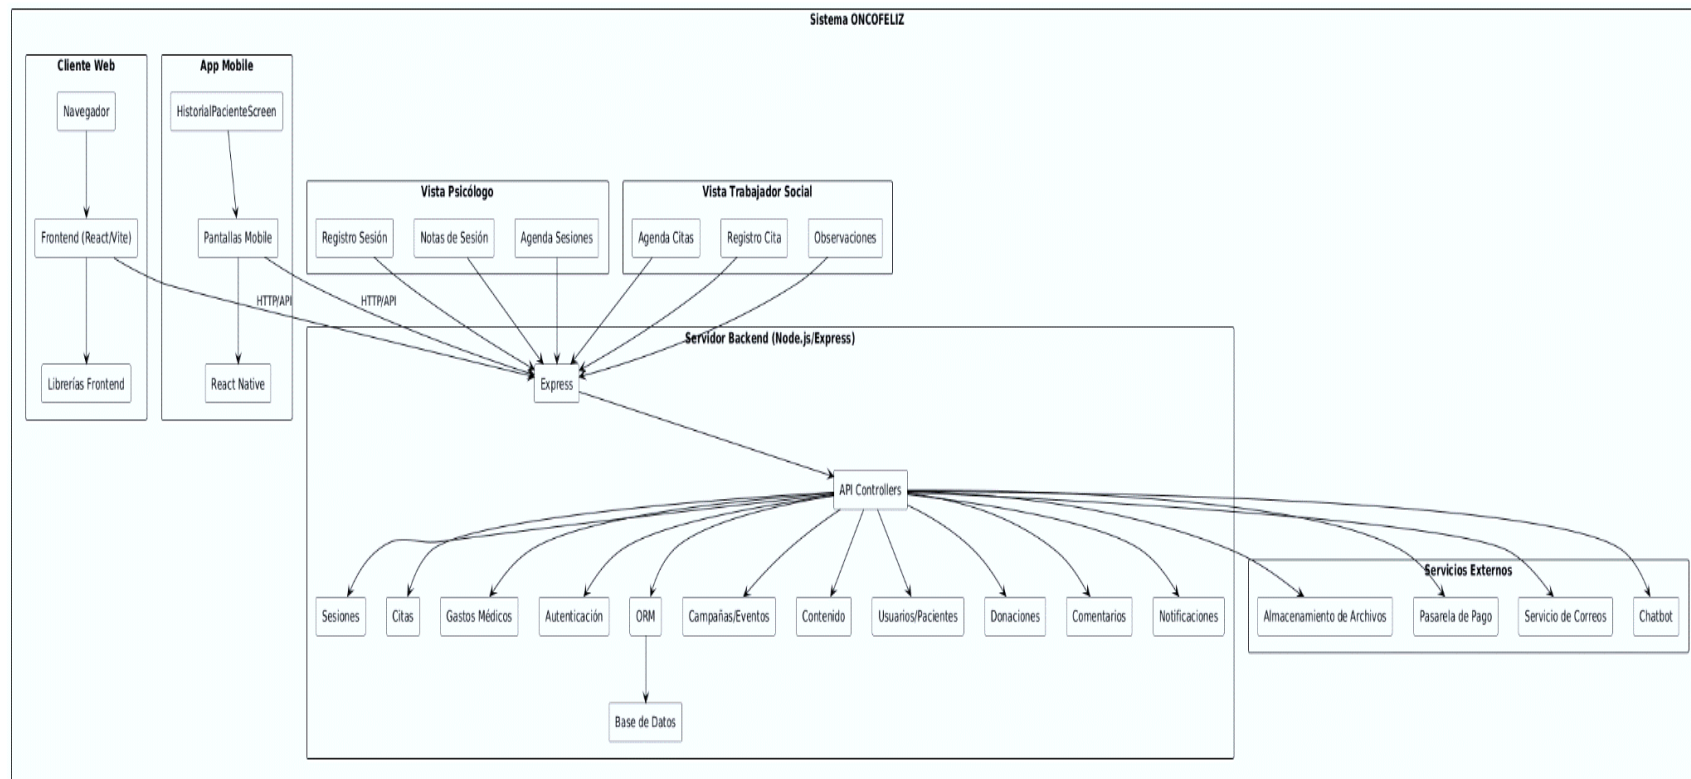 Sistema ONCOFELIZ
Cliente Web
Navegador
Frontend (React/Vite)
Librerías Frontend
App Mobile
HistorialPacienteScreen
Pantallas Mobile
React Native
Vista Psicólogo
Registro Sesión
Notas de Sesión
Agenda Sesiones
Vista Trabajador Social
Agenda Citas
Registro Cita
Observaciones
HTTP/API
HTTP/API
Servidor Backend (Node.js/Express)
Express
API Controllers
Sesiones
Citas
Gastos Médicos
Autenticación
ORM
Campañas/Eventos
Contenido
Usuarios/Pacientes
Donaciones
Comentarios
Notificaciones
Base de Datos
Servicios Externos
Almacenamiento de Archivos
Pasarela de Pago
Servicio de Correos
Chatbot